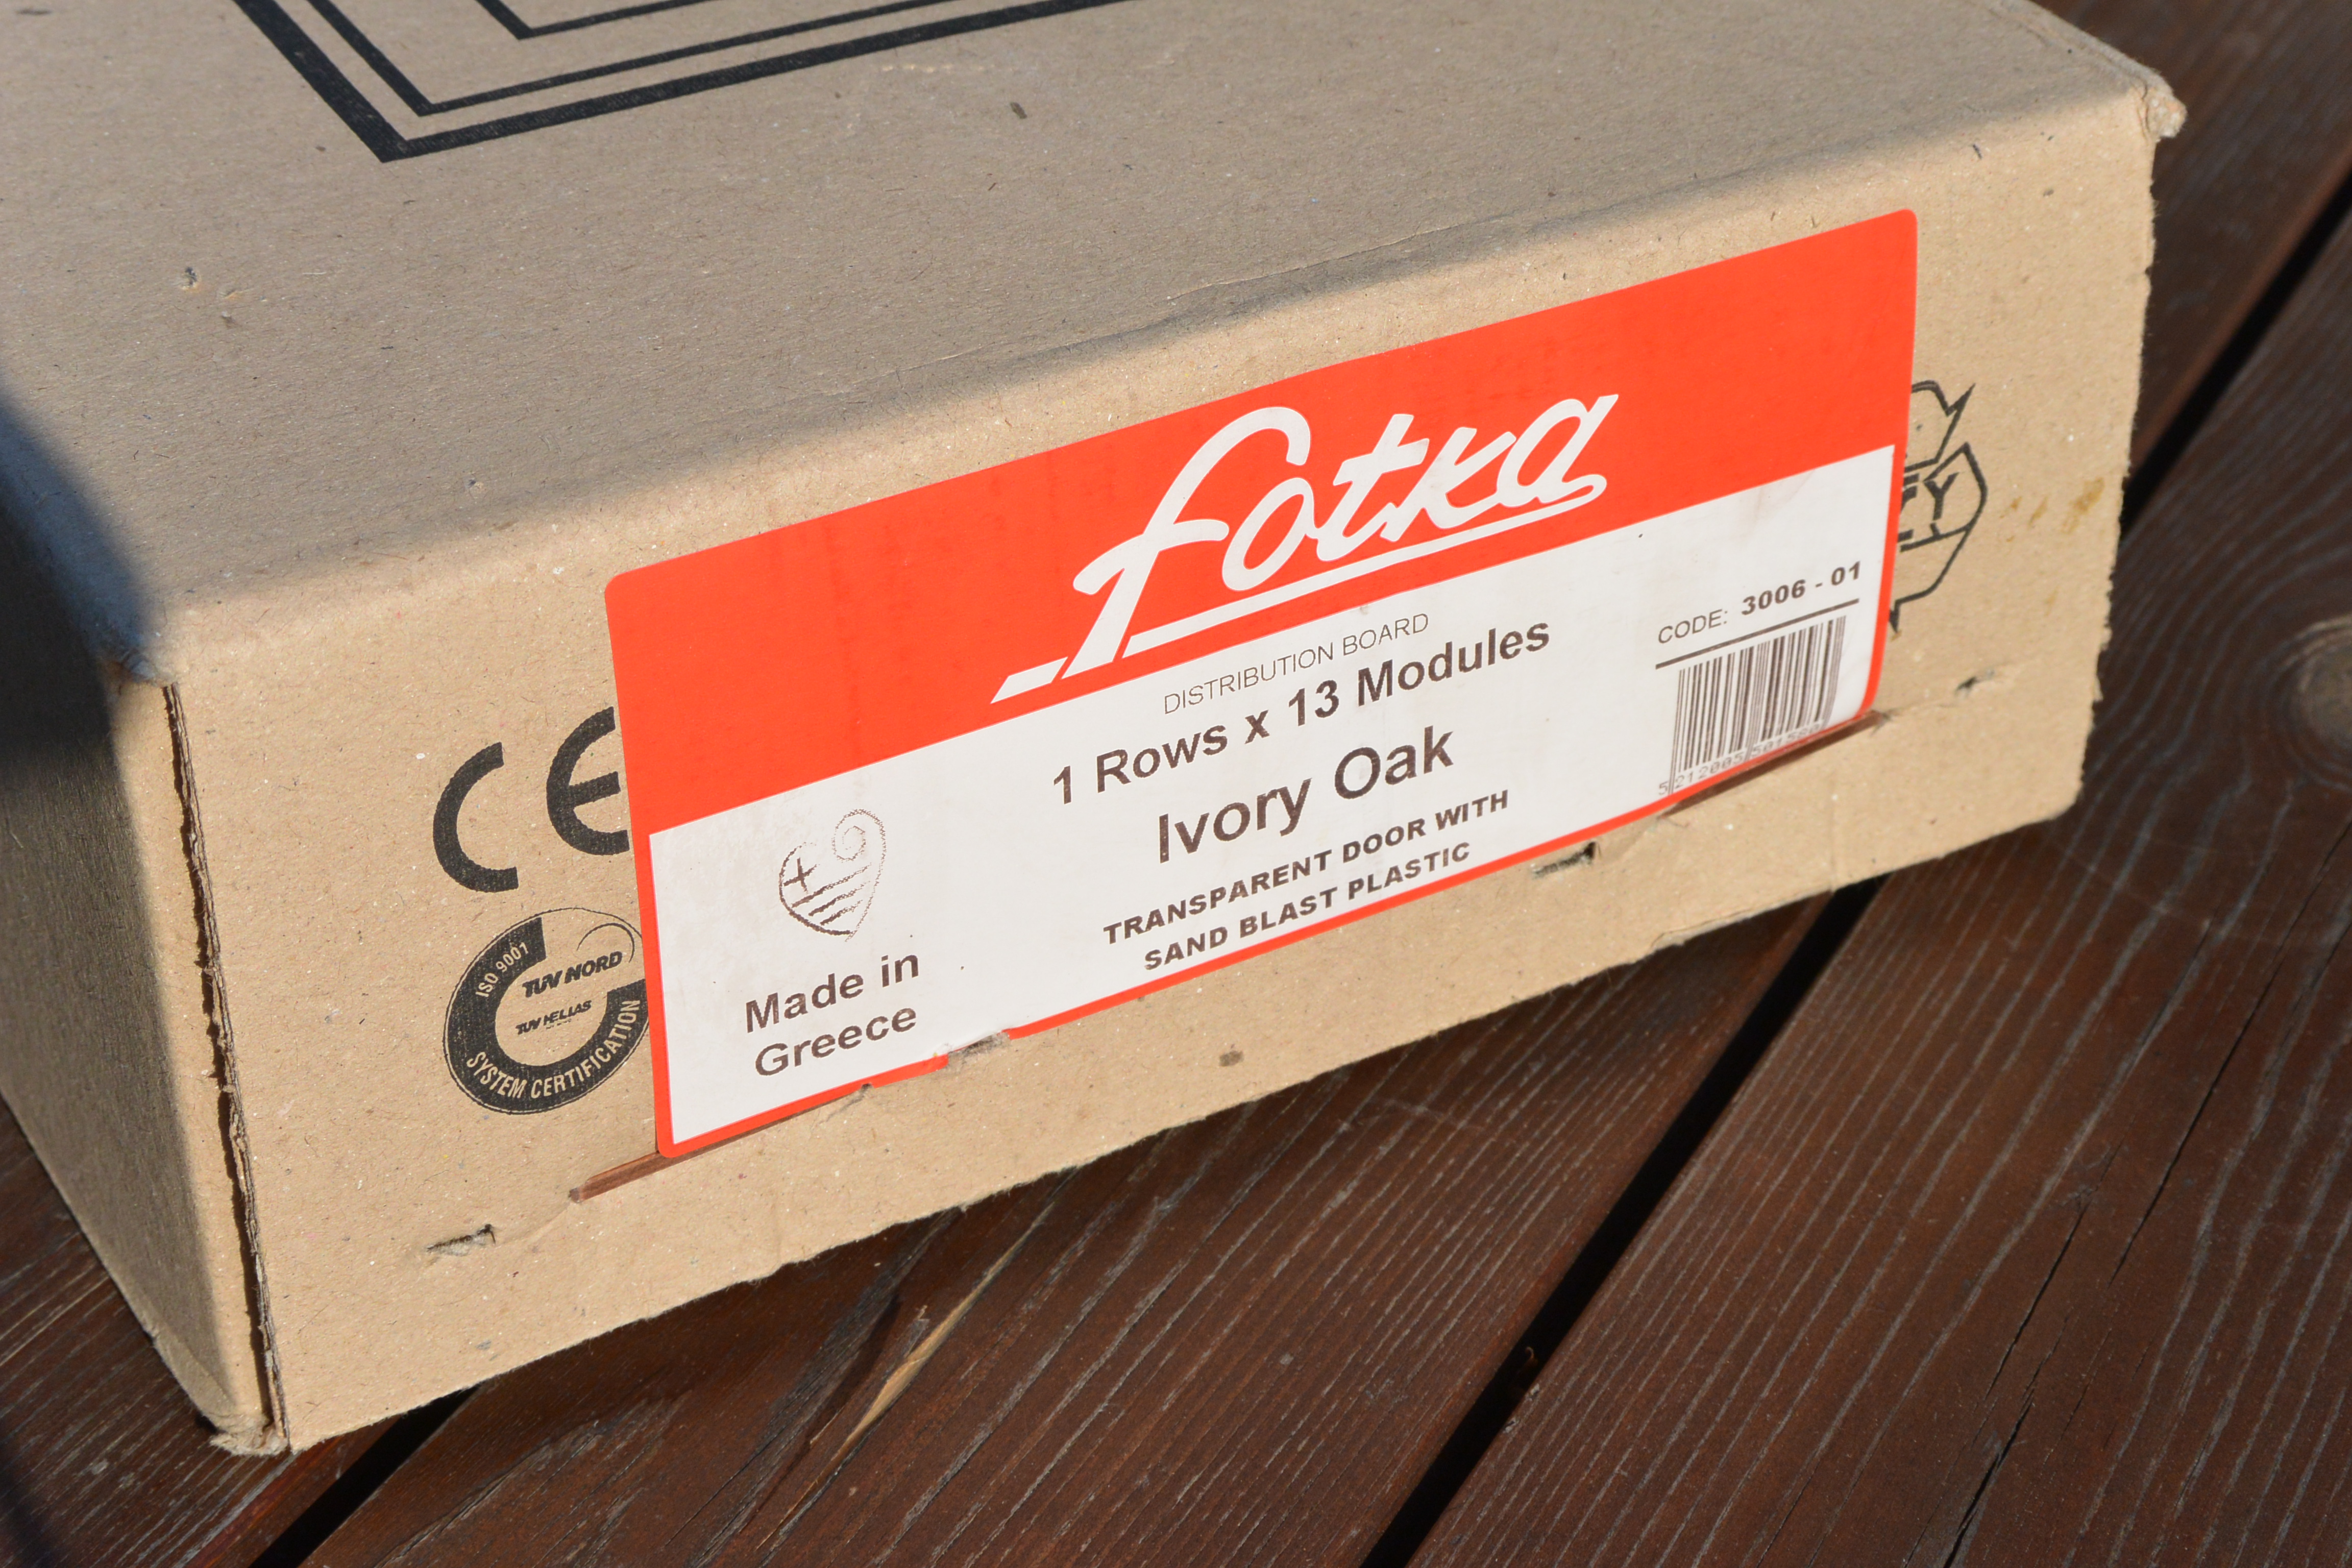 fotka
DISTRIBUTION BOARD
1 Rows x 13 Modules
Ivory Oak
TRANSPARENT DOOR WITH
SAND BLAST PLASTIC
CODE: 3006 - 01
Made in
Greece
CE
ISO 9001
TUV NORD
TUV HELLAS
SYSTEM CERTIFICATION